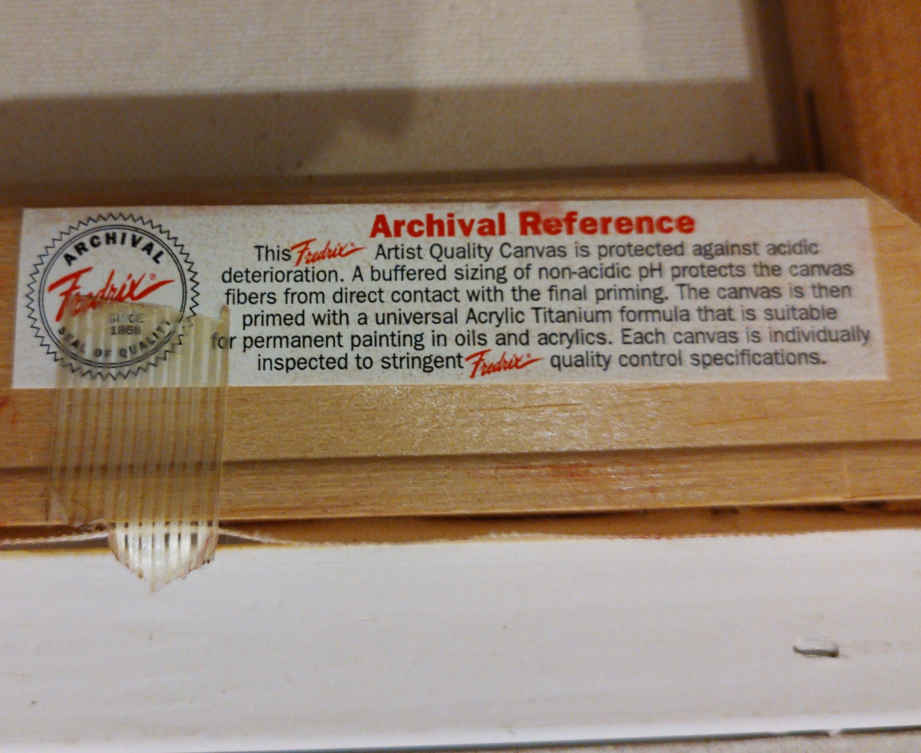 ARCHIVAL
Fredrix®
SINCE
1868
SEAL OF QUALITY
Archival Reference
This Fredrix® Artist Quality Canvas is protected against acidic
deterioration. A buffered sizing of non-acidic pH protects the canvas
fibers from direct contact with the final priming. The canvas is then
primed with a universal Acrylic Titanium formula that is suitable
for permanent painting in oils and acrylics. Each canvas is individually
inspected to stringent Fredrix® quality control specifications.